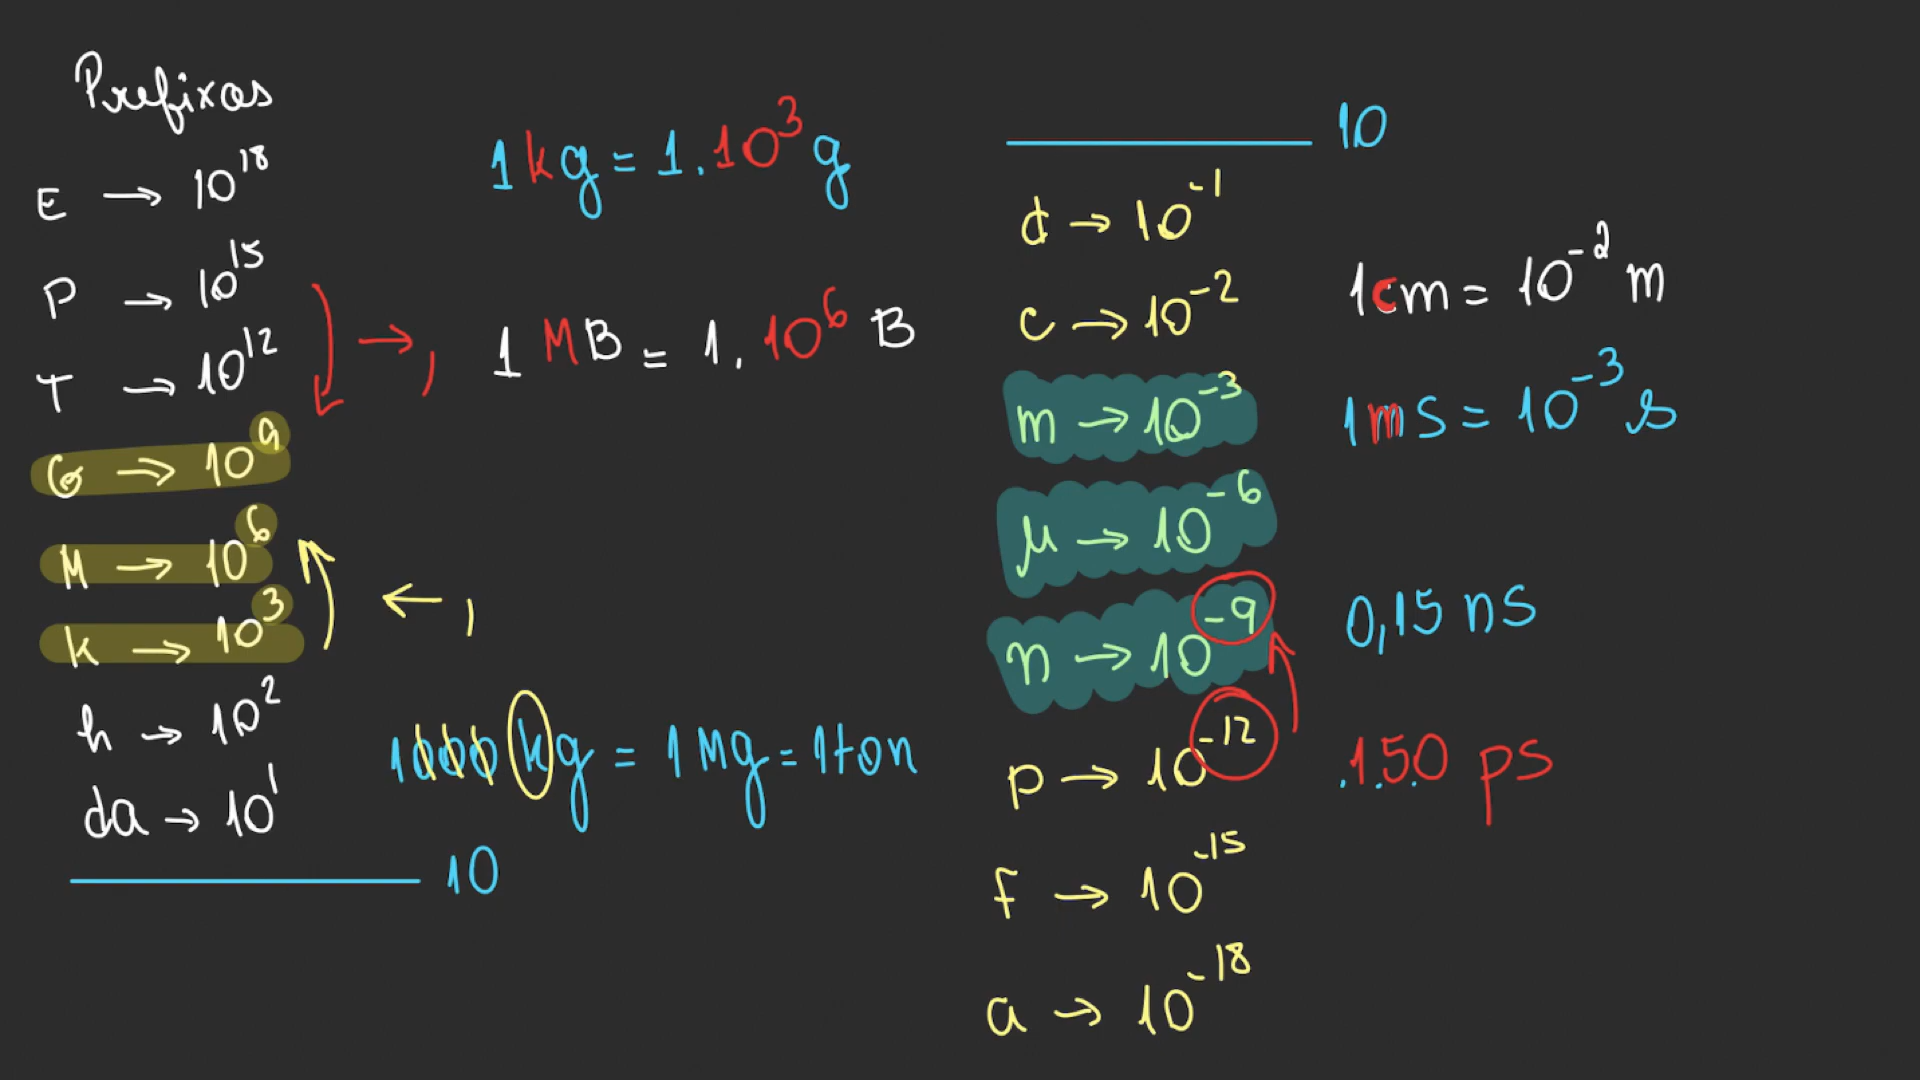 Prefixos
E → 10^18
P → 10^15
T → 10^12
G → 10^9
M → 10^6
k → 10^3
h → 10^2
da → 10^1
10
1kg = 1.10^3 g
→ ,
1 MB = 1.10^6 B
← ,
1000 kg = 1 Mg = 1 ton
10
d → 10^-1
c → 10^-2
m → 10^-3
μ → 10^-6
n → 10^-9
p → 10^-12
f → 10^-15
a → 10^-18
1cm = 10^-2 m
1ms = 10^-3 s
0,15 ns
.150 ps